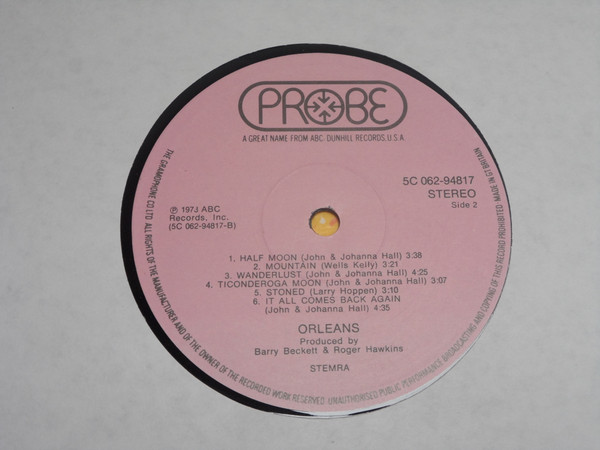 PROBE
A GREAT NAME FROM ABC. DUNHILL RECORDS, U.S.A.
5C 062-94817
STEREO
Side 2
℗ 1973 ABC
Records, Inc.
(5C 062-94817-B)
1. HALF MOON (John & Johanna Hall) 3:38
2. MOUNTAIN (Wells Kelly) 3:21
3. WANDERLUST (John & Johanna Hall) 4:25
4. TICONDEROGA MOON (John & Johanna Hall) 3:07
5. STONED (Larry Hoppen) 3:10
6. IT ALL COMES BACK AGAIN
(John & Johanna Hall) 4:35
ORLEANS
Produced by
Barry Beckett & Roger Hawkins
STEMRA
THE GRAMOPHONE CO LTD. ALL RIGHTS OF THE MANUFACTURER AND OF THE OWNER OF THE RECORDED WORK RESERVED. UNAUTHORISED PUBLIC PERFORMANCE BROADCASTING AND COPYING OF THIS RECORD PROHIBITED. MADE IN GT BRITAIN